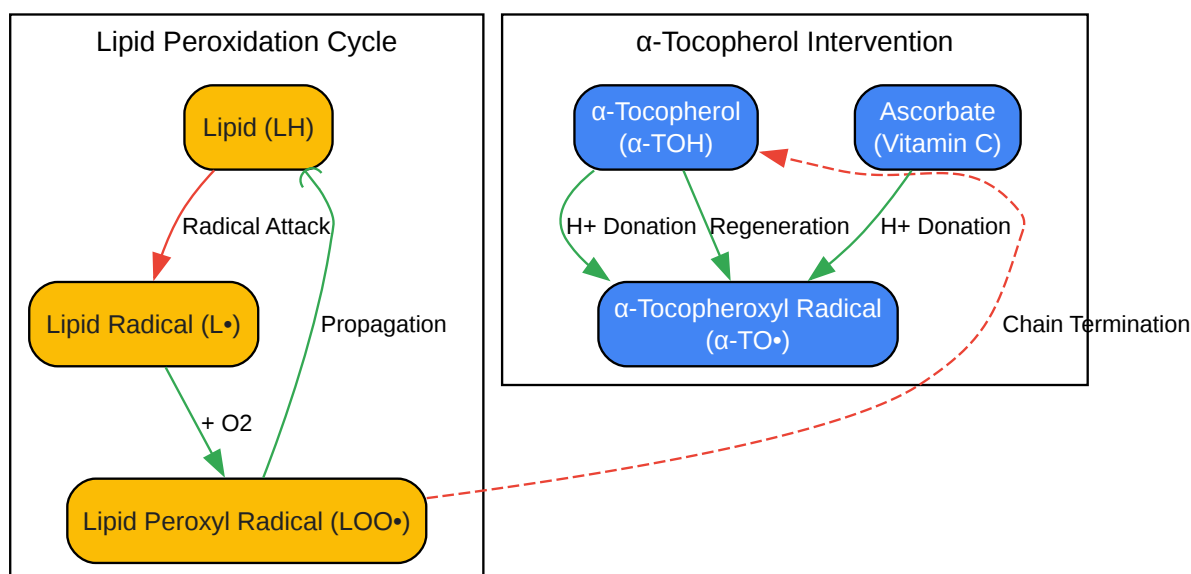 Lipid Peroxidation Cycle
Lipid (LH)
Radical Attack
Lipid Radical (L•)
Propagation
+ O2
Lipid Peroxyl Radical (LOO•)
α-Tocopherol Intervention
α-Tocopherol
(α-TOH)
Ascorbate
(Vitamin C)
H+ Donation
Regeneration
H+ Donation
α-Tocopheroxyl Radical
(α-TO•)
Chain Termination